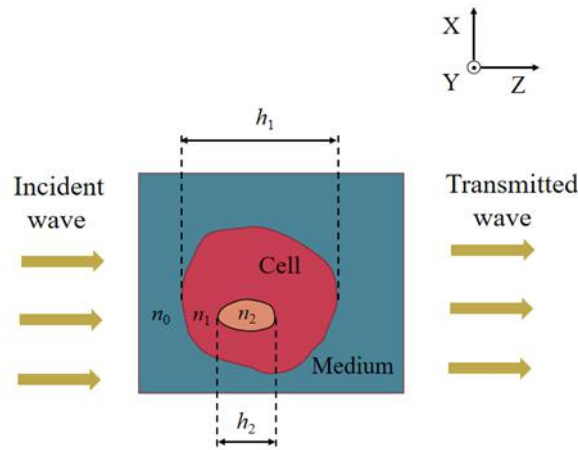 X
Y
Z
h₁
Incident
wave
Transmitted
wave
Cell
n₀
n₁
n₂
Medium
h₂